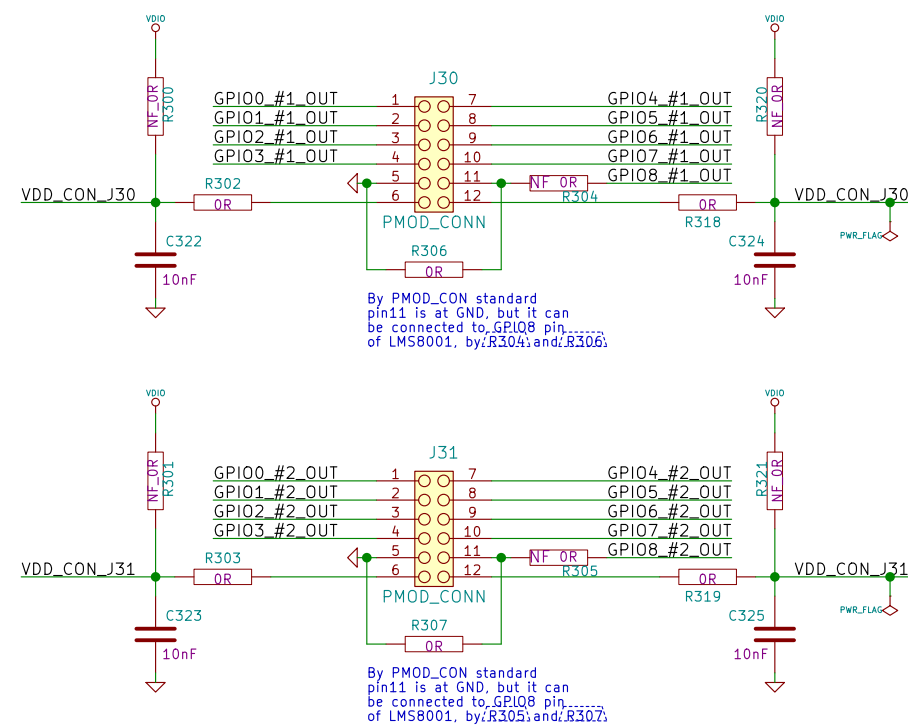 VDIO
VDIO
J30
NF_0R
R300
GPIO0_#1_OUT 1 7 GPIO4_#1_OUT
GPIO1_#1_OUT 2 8 GPIO5_#1_OUT
GPIO2_#1_OUT 3 9 GPIO6_#1_OUT
GPIO3_#1_OUT 4 10 GPIO7_#1_OUT
5 11 NF 0R GPIO8_#1_OUT
R320
NF 0R
VDD_CON_J30 R302 0R 6 12 R304 R318 0R VDD_CON_J30
PMOD_CONN
PWR_FLAG
C322
10nF
R306
0R
C324
10nF
By PMOD_CON standard
pin11 is at GND, but it can
be connected to GPIO8 pin
of LMS8001, by R304 and R306
VDIO
VDIO
J31
NF_0R
R301
GPIO0_#2_OUT 1 7 GPIO4_#2_OUT
GPIO1_#2_OUT 2 8 GPIO5_#2_OUT
GPIO2_#2_OUT 3 9 GPIO6_#2_OUT
GPIO3_#2_OUT 4 10 GPIO7_#2_OUT
5 11 NF 0R GPIO8_#2_OUT
R321
NF 0R
VDD_CON_J31 R303 0R 6 12 R305 R319 0R VDD_CON_J31
PMOD_CONN
PWR_FLAG
C323
10nF
R307
0R
C325
10nF
By PMOD_CON standard
pin11 is at GND, but it can
be connected to GPIO8 pin
of LMS8001, by R305 and R307